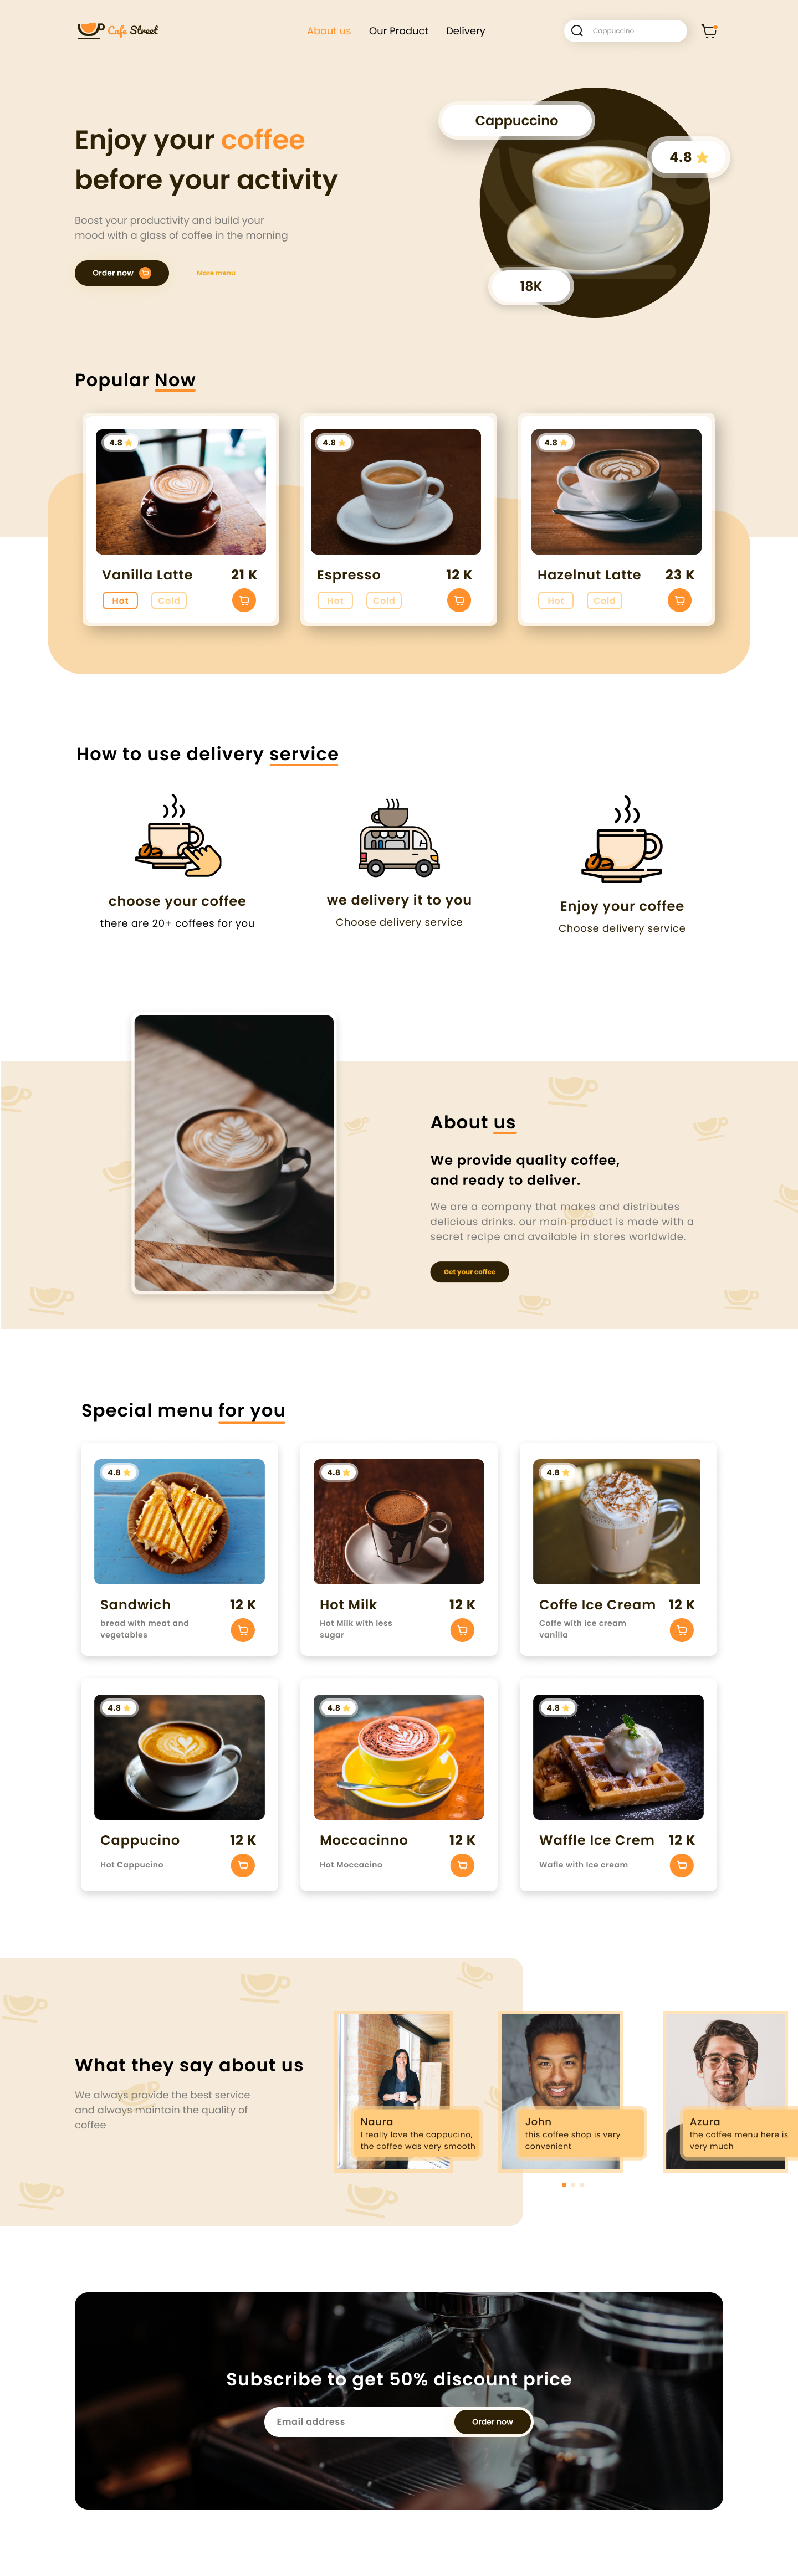 Cafe Street
About us
Our Product
Delivery
Cappuccino
Enjoy your coffee
before your activity
Boost your productivity and build your
mood with a glass of coffee in the morning
Order now
More menu
Cappuccino
4.8
18K
Popular Now
4.8
Vanilla Latte
21 K
Hot
Cold
4.8
Espresso
12 K
Hot
Cold
4.8
Hazelnut Latte
23 K
Hot
Cold
How to use delivery service
choose your coffee
there are 20+ coffees for you
we delivery it to you
Choose delivery service
Enjoy your coffee
Choose delivery service
About us
We provide quality coffee,
and ready to deliver.
We are a company that makes and distributes
delicious drinks. our main product is made with a
secret recipe and available in stores worldwide.
Get your coffee
Special menu for you
4.8
Sandwich
12 K
bread with meat and
vegetables
4.8
Hot Milk
12 K
Hot Milk with less
sugar
4.8
Coffe Ice Cream
12 K
Coffe with ice cream
vanilla
4.8
Cappucino
12 K
Hot Cappucino
4.8
Moccacinno
12 K
Hot Moccacino
4.8
Waffle Ice Crem
12 K
Wafle with Ice cream
What they say about us
We always provide the best service
and always maintain the quality of
coffee
Naura
I really love the cappucino,
the coffee was very smooth
John
this coffee shop is very
convenient
Azura
the coffee menu here is
very much
Subscribe to get 50% discount price
Email address
Order now